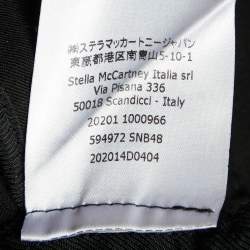 ㈱ステラマッカートニージャパン
東京都港区南青山5-10-1
Stella McCartney Italia srl
Via Pisana 336
50018 Scandicci - Italy
20201 1000966
594972 SNB48
202014D0404